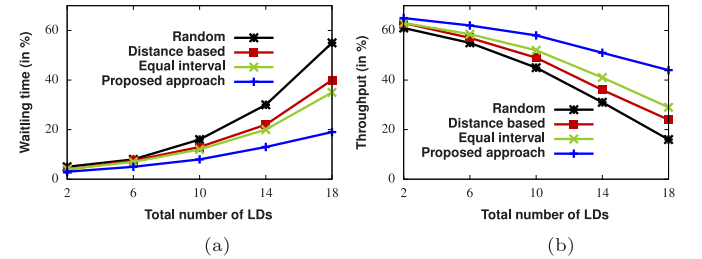 60
40
20
0
2
6
10
14
18
Waitting time (in %)
Random
Distance based
Equal interval
Proposed approach
Total number of LDs
(a)
60
40
20
0
2
6
10
14
18
Throughput (in %)
Random
Distance based
Equal interval
Proposed approach
Total number of LDs
(b)